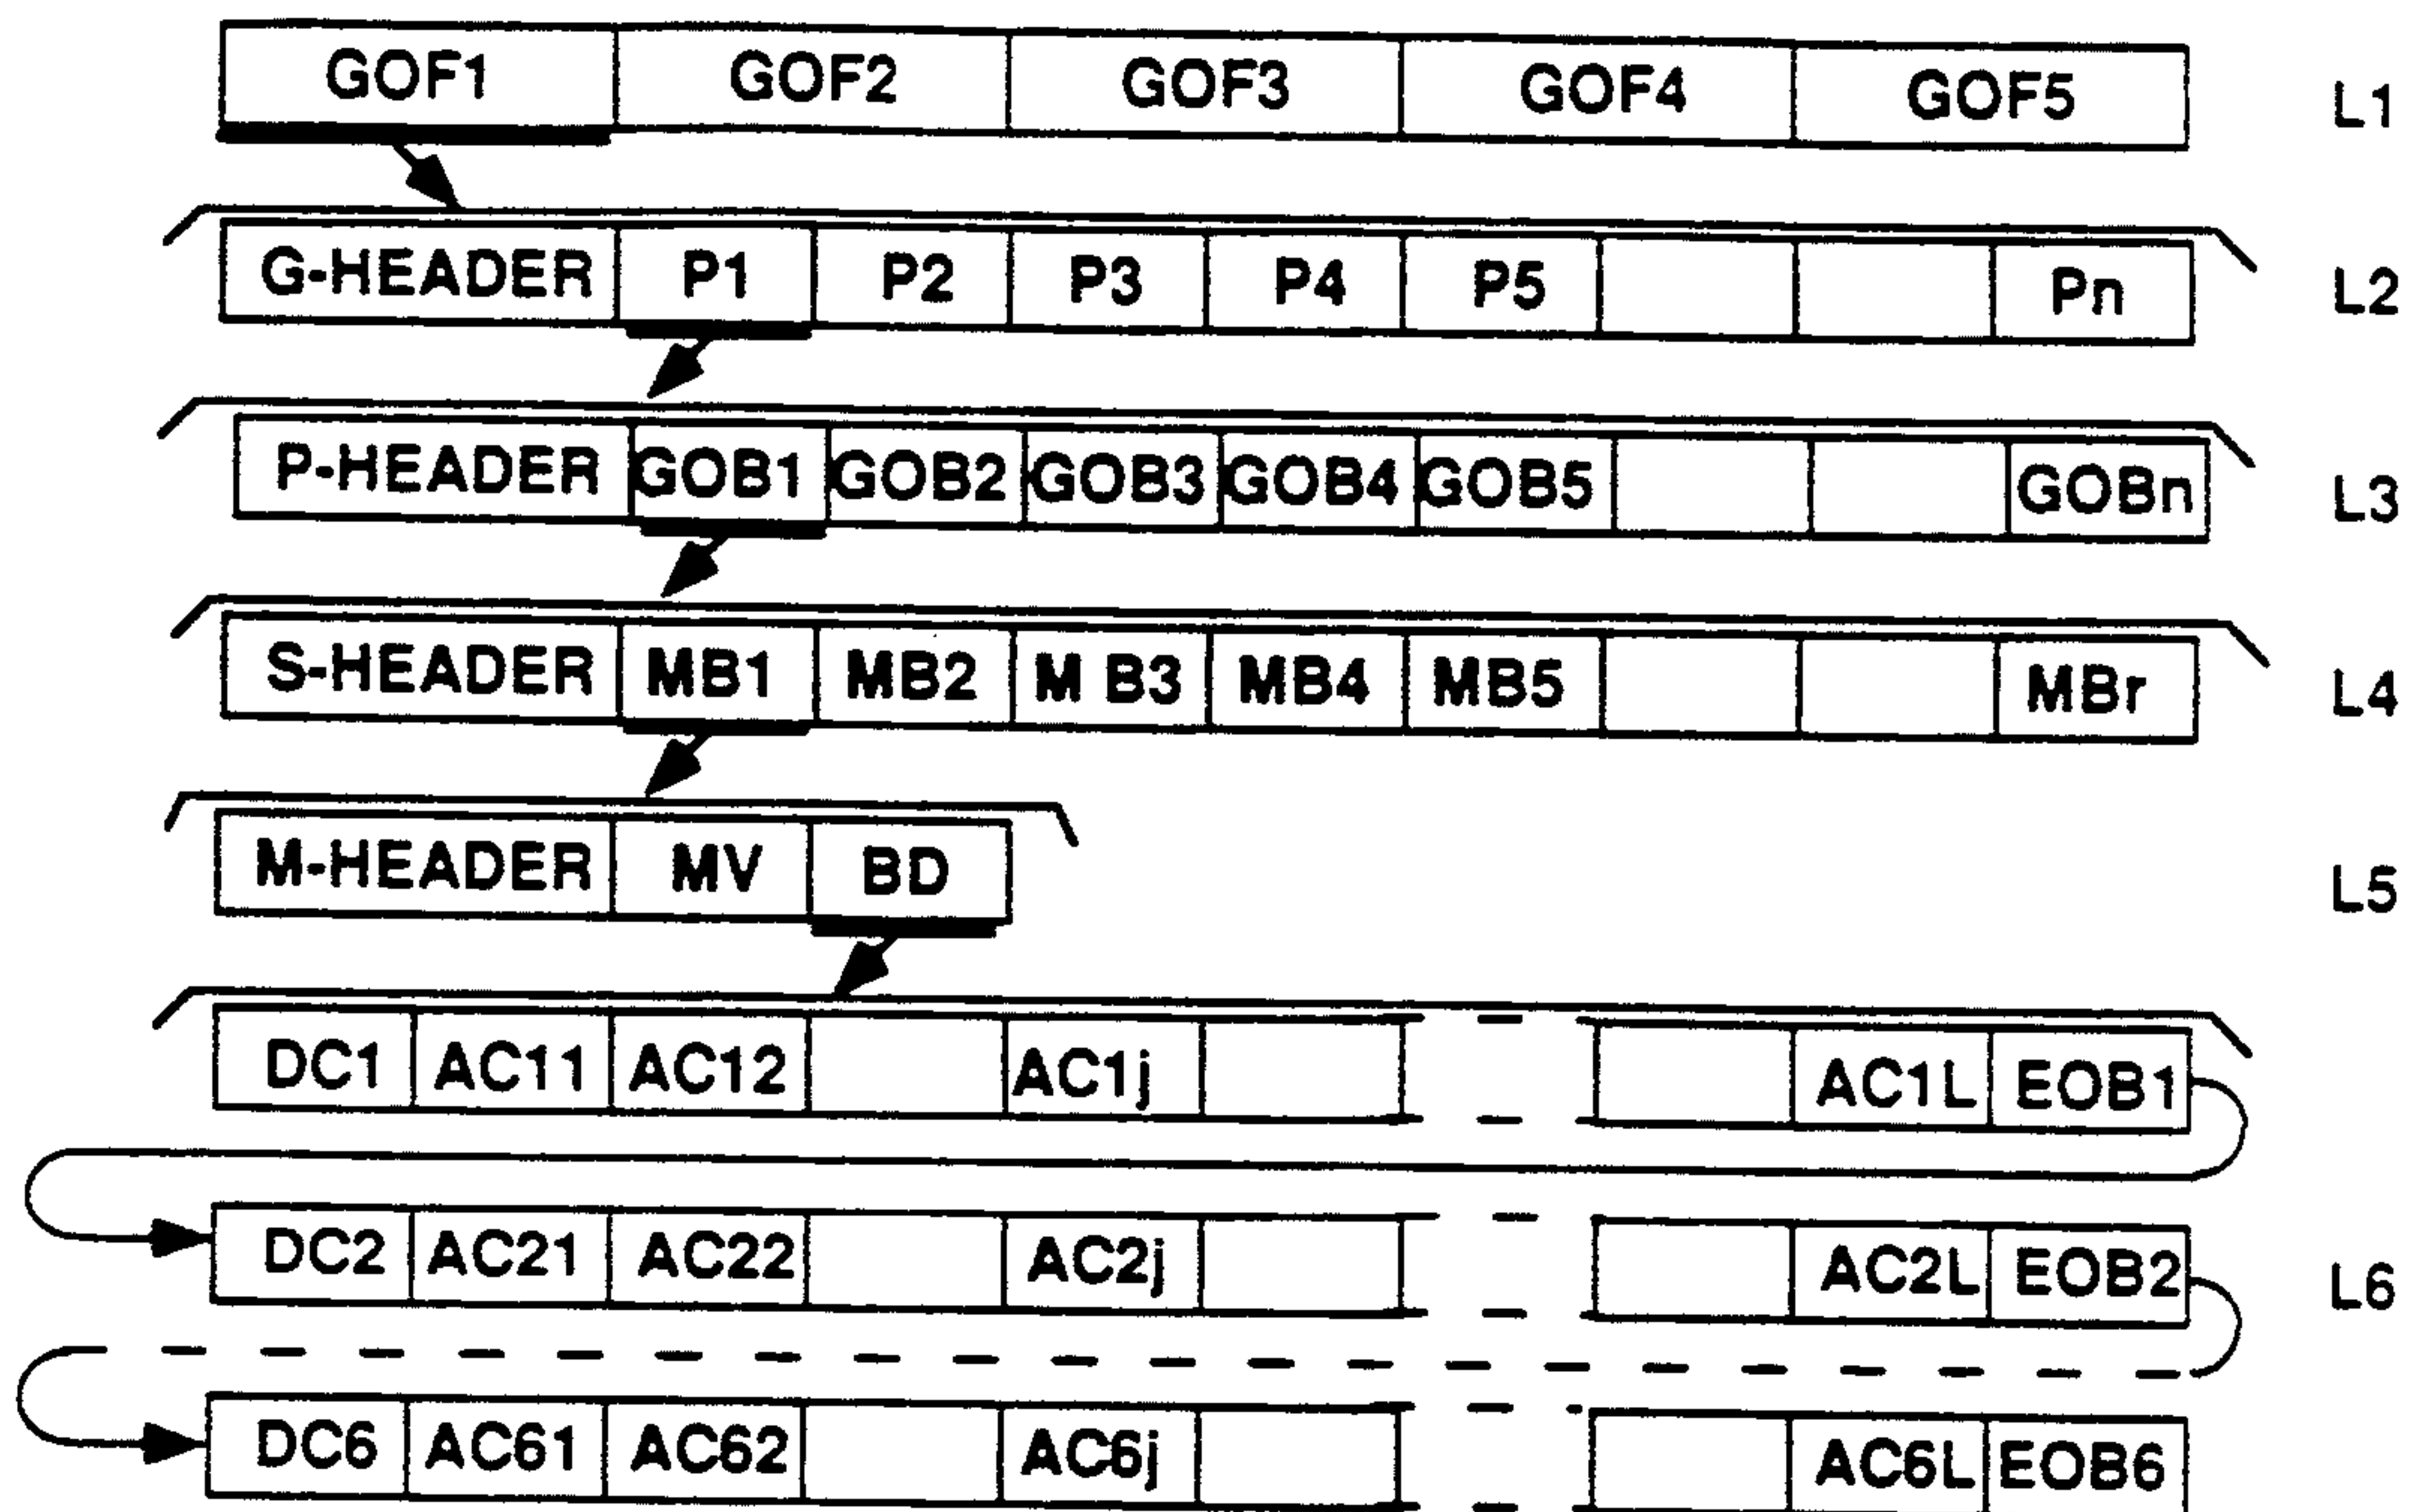 GOF1 GOF2 GOF3 GOF4 GOF5 L1
G-HEADER P1 P2 P3 P4 P5 Pn L2
P-HEADER GOB1 GOB2 GOB3 GOB4 GOB5 GOBn L3
S-HEADER MB1 MB2 M B3 MB4 MB5 MBr L4
M-HEADER MV BD L5
DC1 AC11 AC12 AC1j AC1L EOB1
DC2 AC21 AC22 AC2j AC2L EOB2 L6
DC6 AC61 AC62 AC6j AC6L EOB6